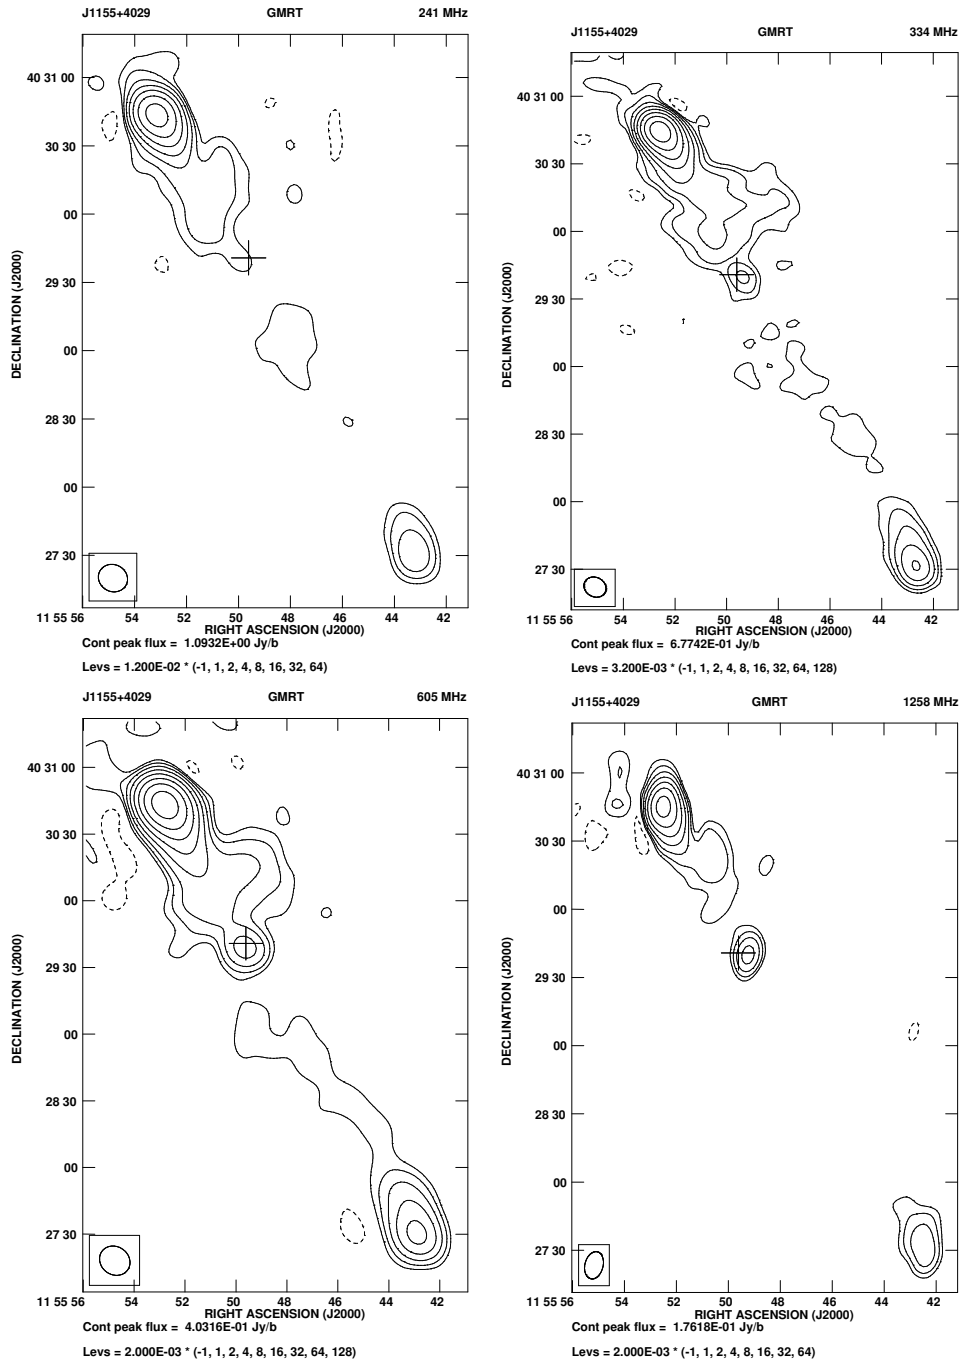 J1155+4029 GMRT 241 MHz
40 31 00
30 30
00
29 30
00
28 30
00
27 30
DECLINATION (J2000)
11 55 56 54 52 50 48 46 44 42
RIGHT ASCENSION (J2000)
Cont peak flux = 1.0932E+00 Jy/b
Levs = 1.200E-02 * (-1, 1, 2, 4, 8, 16, 32, 64)
J1155+4029 GMRT 334 MHz
40 31 00
30 30
00
29 30
00
28 30
00
27 30
DECLINATION (J2000)
11 55 56 54 52 50 48 46 44 42
RIGHT ASCENSION (J2000)
Cont peak flux = 6.7742E-01 Jy/b
Levs = 3.200E-03 * (-1, 1, 2, 4, 8, 16, 32, 64, 128)
J1155+4029 GMRT 605 MHz
40 31 00
30 30
00
29 30
00
28 30
00
27 30
DECLINATION (J2000)
11 55 56 54 52 50 48 46 44 42
RIGHT ASCENSION (J2000)
Cont peak flux = 4.0316E-01 Jy/b
Levs = 2.000E-03 * (-1, 1, 2, 4, 8, 16, 32, 64, 128)
J1155+4029 GMRT 1258 MHz
40 31 00
30 30
00
29 30
00
28 30
00
27 30
DECLINATION (J2000)
11 55 56 54 52 50 48 46 44 42
RIGHT ASCENSION (J2000)
Cont peak flux = 1.7618E-01 Jy/b
Levs = 2.000E-03 * (-1, 1, 2, 4, 8, 16, 32, 64)